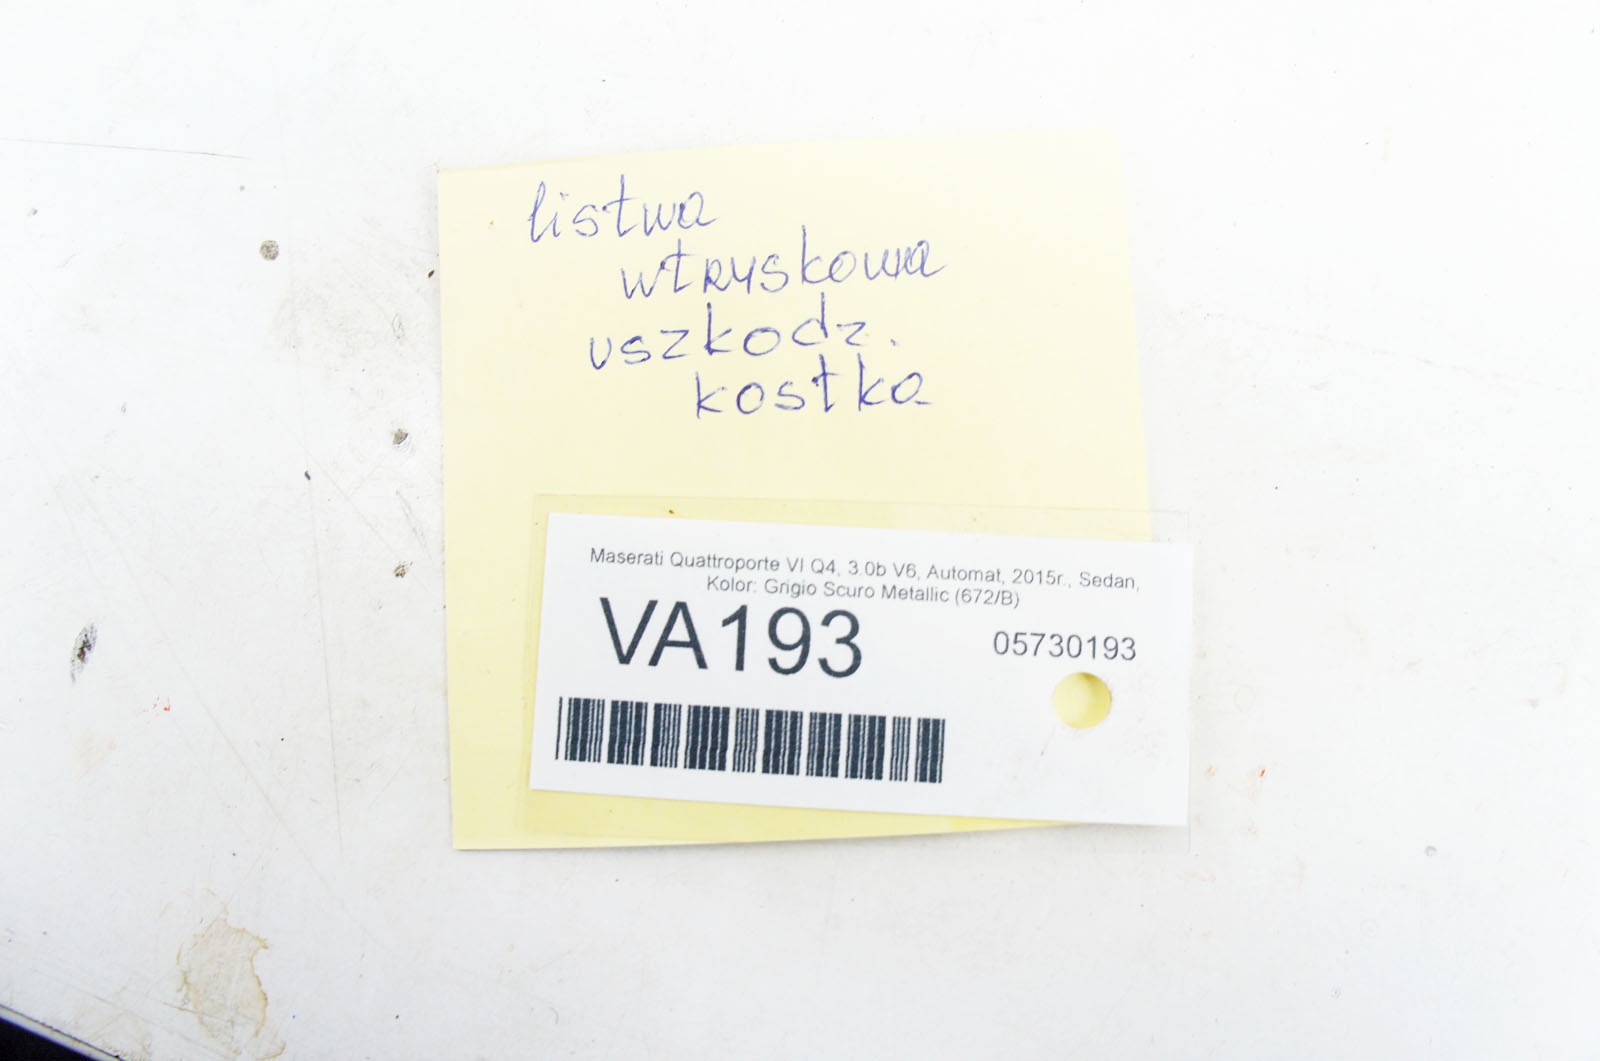 listwa
wtryskowa
uszkodz.
kostka
Maserati Quattroporte VI Q4, 3.0b V6, Automat, 2015r., Sedan,
Kolor: Grigio Scuro Metallic (672/B)
VA193
05730193